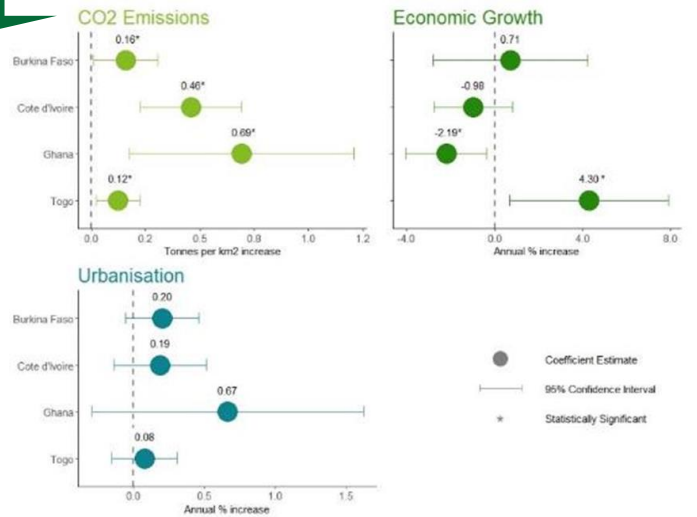 CO2 Emissions
0.16*
Burkina Faso
0.46*
Cote d'Ivoire
0.69*
Ghana
0.12*
Togo
0.0 0.2 0.5 0.8 1.0 1.2
Tonnes per km2 increase
Economic Growth
0.71
-0.98
-2.19*
4.30 *
-4.0 0.0 4.0 8.0
Annual % increase
Urbanisation
0.20
Burkina Faso
0.19
Cote d'Ivoire
0.67
Ghana
0.08
Togo
0.0 0.5 1.0 1.5
Annual % increase
Coefficient Estimate
95% Confidence Interval
* Statistically Significant